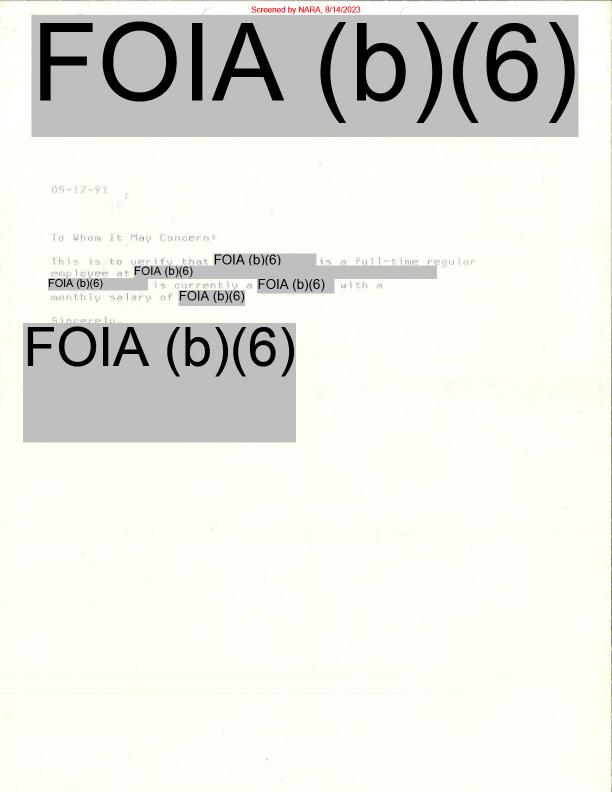 Screened by NARA, 8/14/2023
FOIA (b)(6)
05-17-91
To Whom It May Concern:
This is to verify that FOIA (b)(6) is a full-time regular
employee at FOIA (b)(6)
FOIA (b)(6) is currently a FOIA (b)(6) with a
monthly salary of FOIA (b)(6)
Sincerely,
FOIA (b)(6)